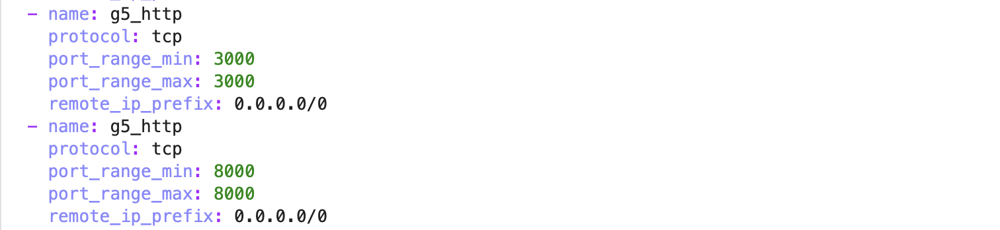 - name: g5_http
protocol: tcp
port_range_min: 3000
port_range_max: 3000
remote_ip_prefix: 0.0.0.0/0
- name: g5_http
protocol: tcp
port_range_min: 8000
port_range_max: 8000
remote_ip_prefix: 0.0.0.0/0